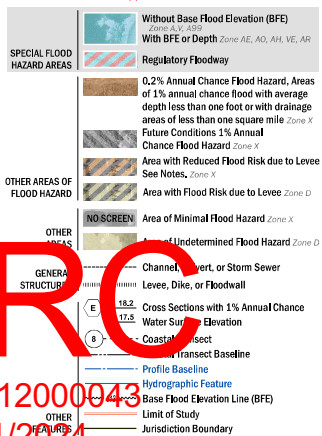 Without Base Flood Elevation (BFE)
Zone A,V, A99
With BFE or Depth Zone AE, AO, AH, VE, AR
SPECIAL FLOOD
HAZARD AREAS
Regulatory Floodway
0.2% Annual Chance Flood Hazard, Areas
of 1% annual chance flood with average
depth less than one foot or with drainage
areas of less than one square mile Zone X
Future Conditions 1% Annual
Chance Flood Hazard Zone X
Area with Reduced Flood Risk due to Levee
See Notes. Zone X
OTHER AREAS OF
FLOOD HAZARD
Area with Flood Risk due to Levee Zone D
NO SCREEN Area of Minimal Flood Hazard Zone X
OTHER
Area of Undetermined Flood Hazard Zone D
GENERAL
Channel, or Storm Sewer
Levee, Dike, or Floodwall
E 18.2 Cross Sections with 1% Annual Chance
17.5 Water Surface Elevation
8 Coastal
Transect Baseline
Profile Baseline
Hydrographic Feature
Base Flood Elevation Line (BFE)
OTHER
Limit of Study
Jurisdiction Boundary
RC
12000943